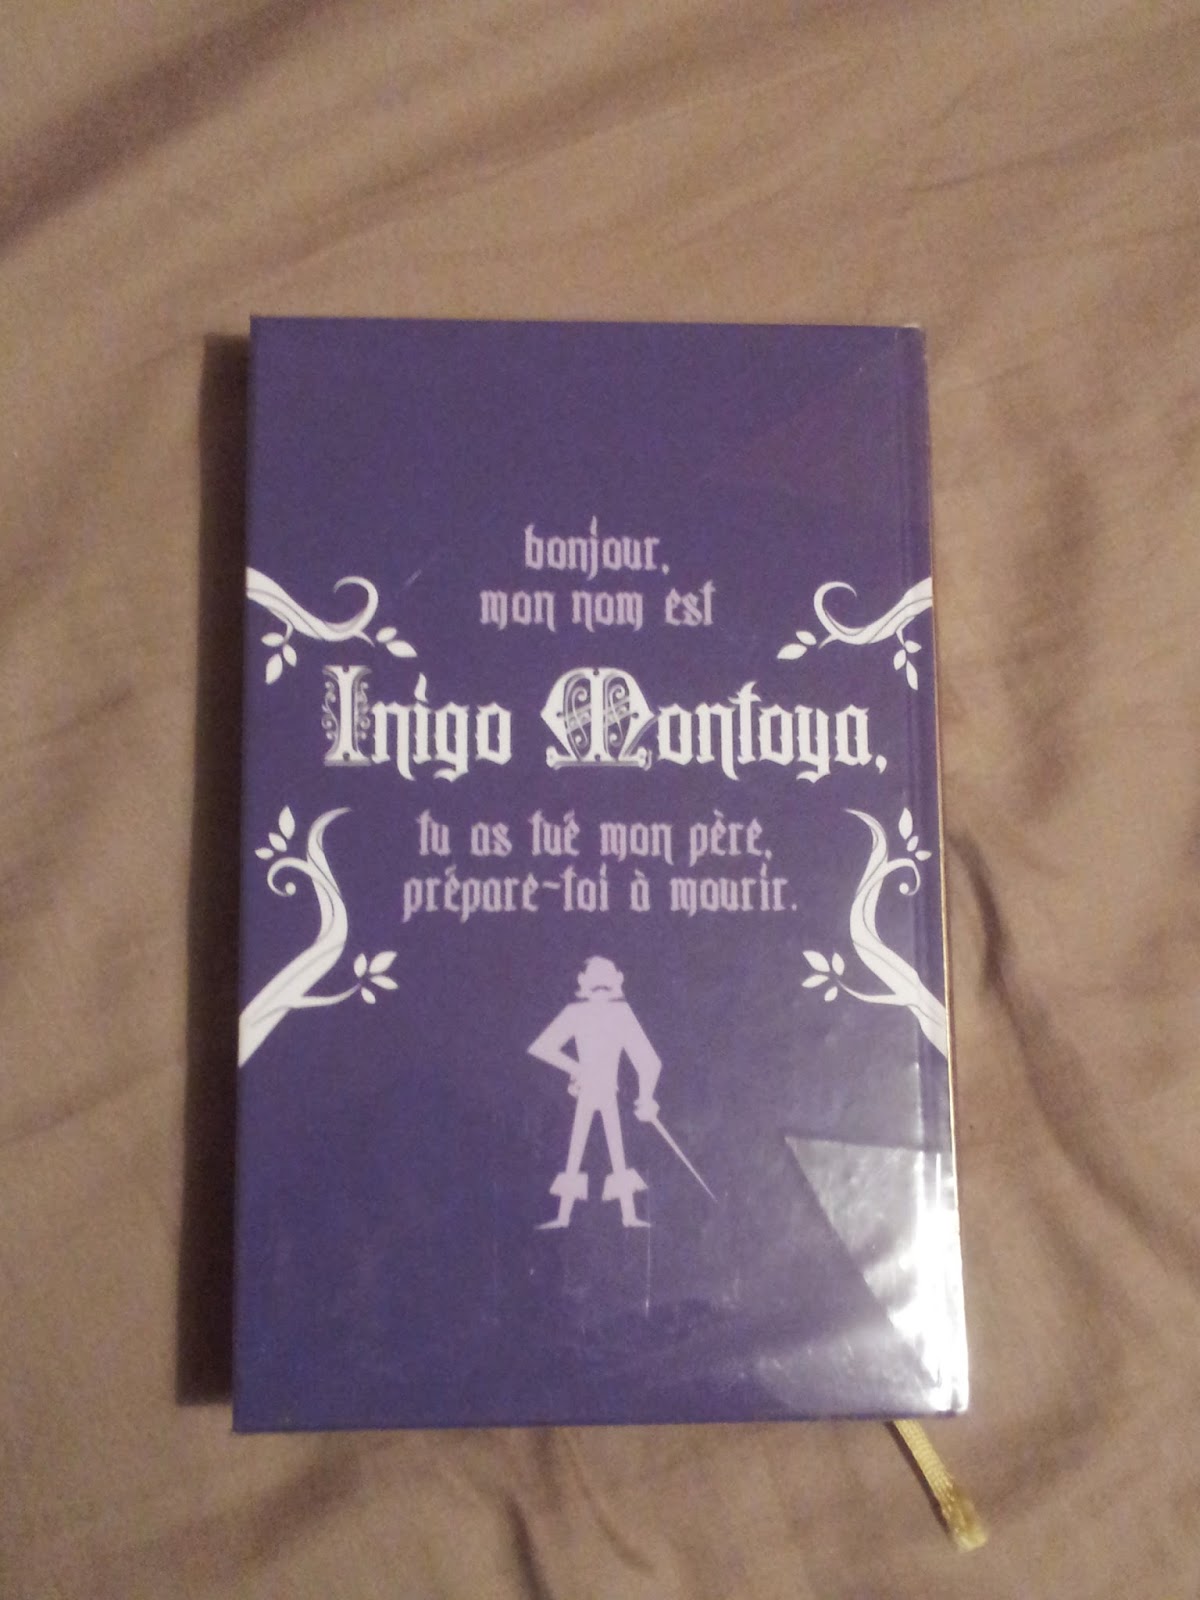 bonjour,
mon nom est
Inigo Montoya,
tu as tué mon père,
prépare-toi à mourir.